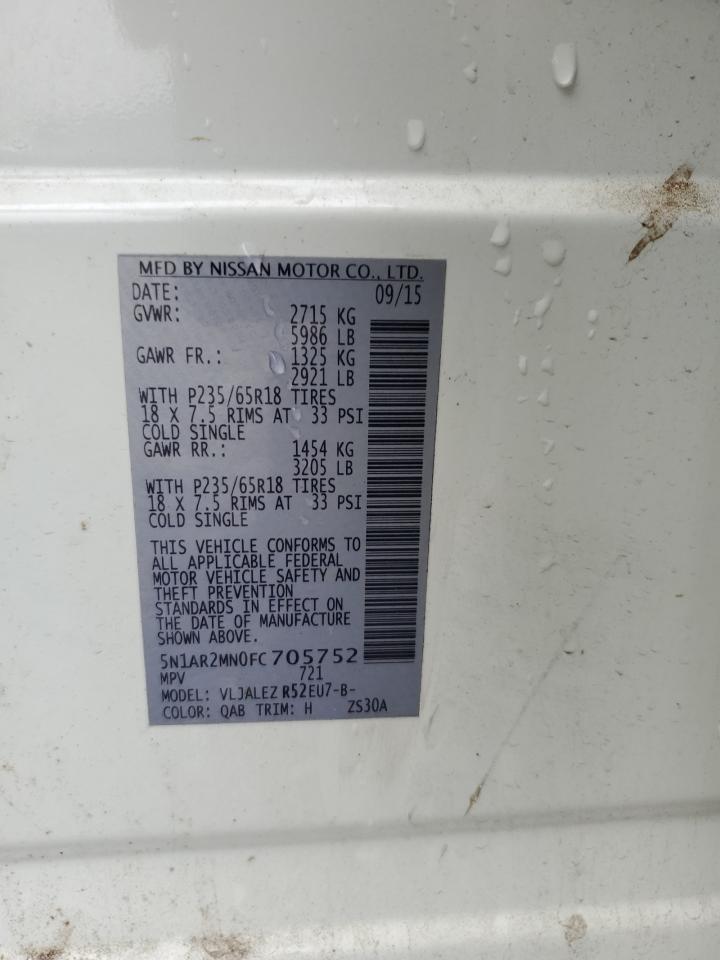 MFD BY NISSAN MOTOR CO., LTD.
DATE: 09/15
GVWR: 2715 KG
5986 LB
GAWR FR.: 1325 KG
2921 LB
WITH P235/65R18 TIRES
18 X 7.5 RIMS AT 33 PSI
COLD SINGLE
GAWR RR.: 1454 KG
3205 LB
WITH P235/65R18 TIRES
18 X 7.5 RIMS AT 33 PSI
COLD SINGLE
THIS VEHICLE CONFORMS TO
ALL APPLICABLE FEDERAL
MOTOR VEHICLE SAFETY AND
THEFT PREVENTION
STANDARDS IN EFFECT ON
THE DATE OF MANUFACTURE
SHOWN ABOVE.
5N1AR2MN0FC705752
MPV 721
MODEL: VLJALEZ R52EU7-B-
COLOR: QAB TRIM: H ZS30A